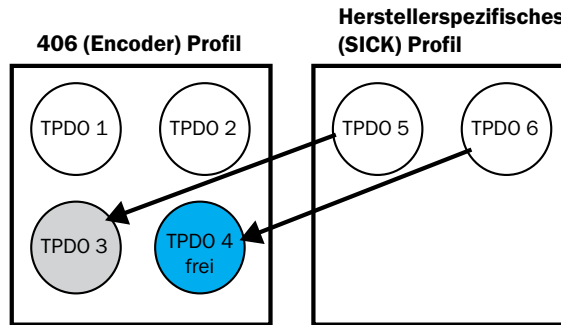 406 (Encoder) Profil
Herstellerspezifisches
(SICK) Profil
TPDO 1
TPDO 2
TPDO 5
TPDO 6
TPDO 3
TPDO 4
frei